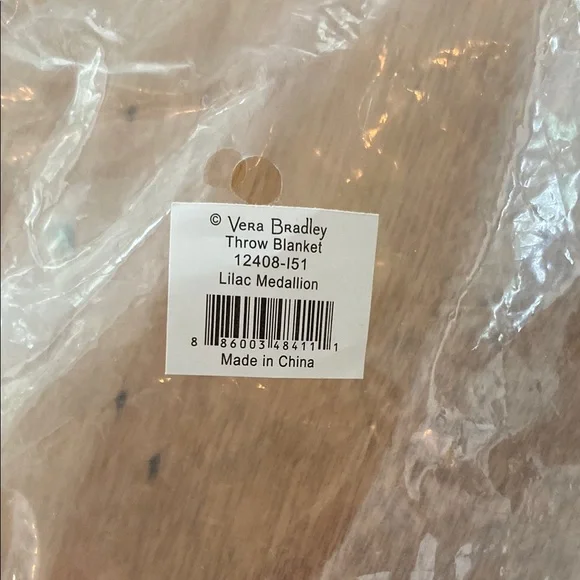 © Vera Bradley
Throw Blanket
12408-I51
Lilac Medallion
8 86003 48411 1
Made in China